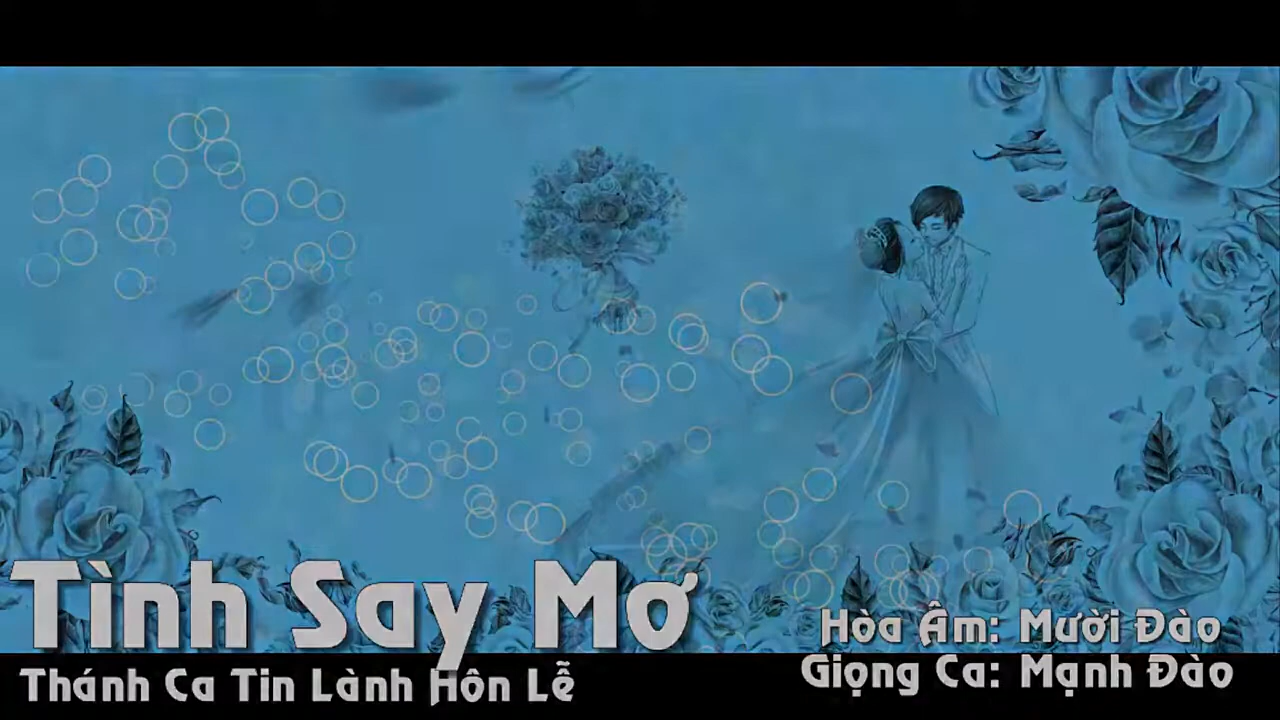 Tình Say Mơ
Thánh Ca Tin Lành Hôn Lễ
Hòa Âm: Mười Đào
Giọng Ca: Mạnh Đào